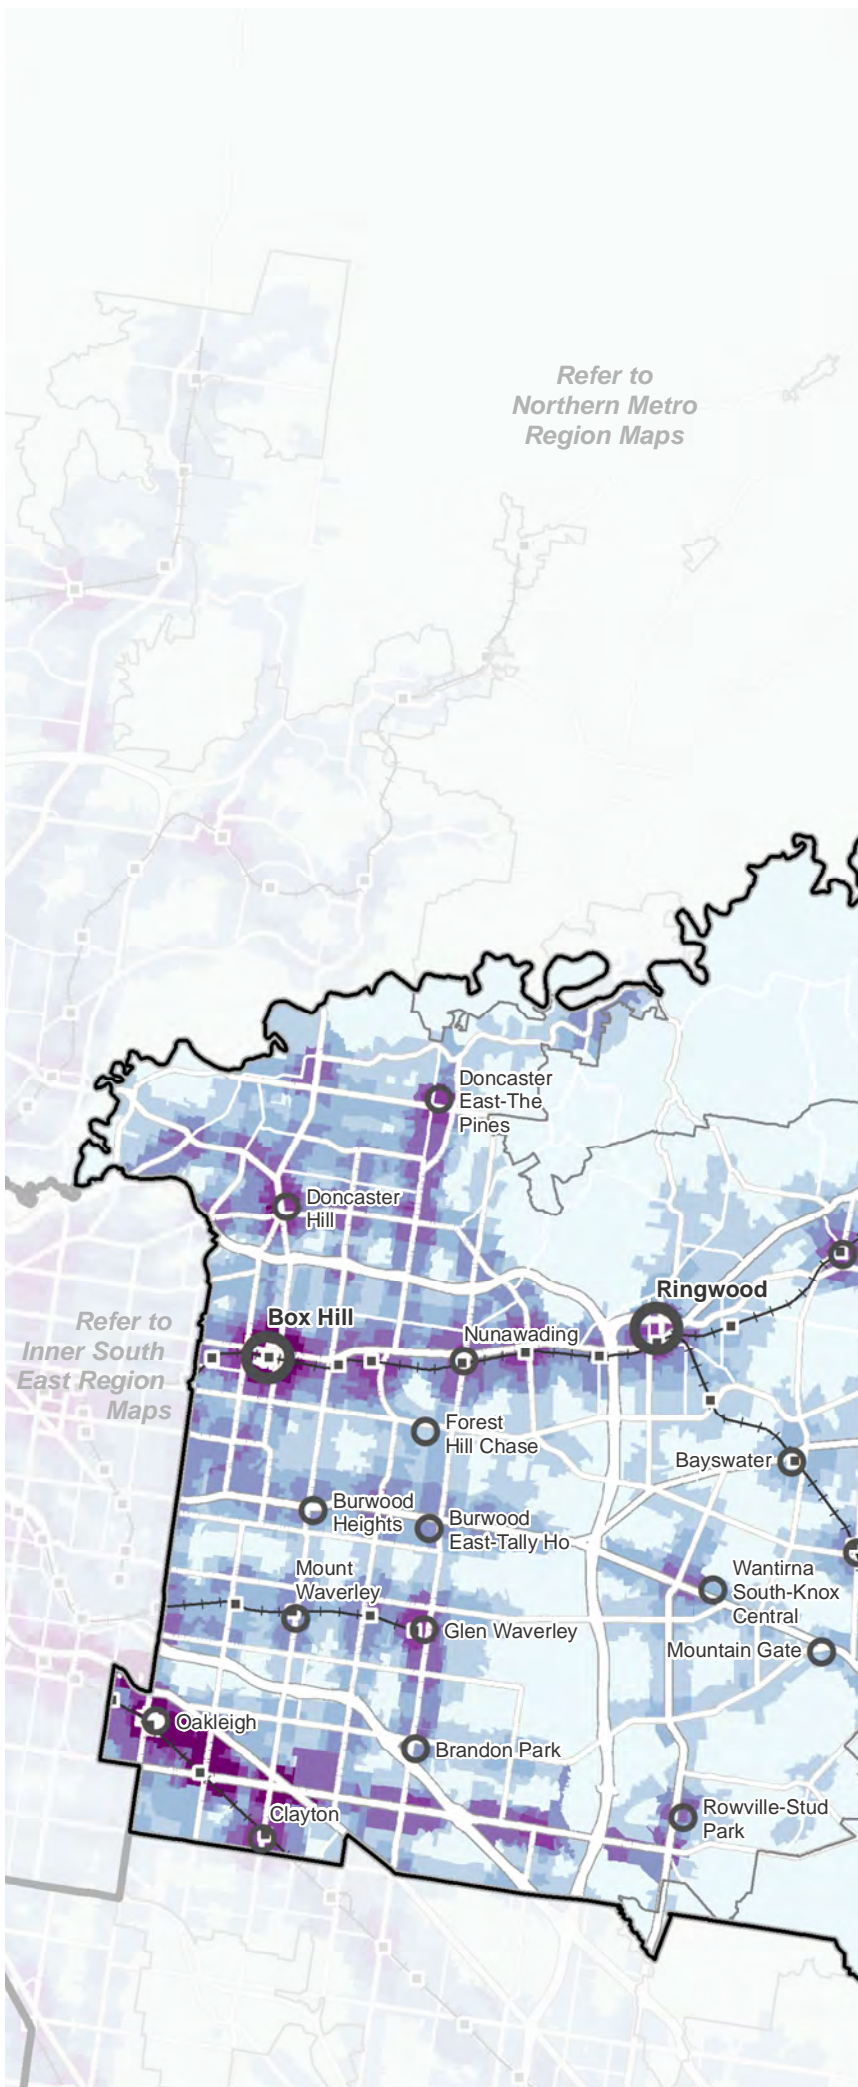 Refer to
Northern Metro
Region Maps
Doncaster
East-The
Pines
Doncaster
Hill
Ringwood
Box Hill
Refer to
Inner South
East Region
Maps
Nunawading
Forest
Hill Chase
Bayswater
Burwood
Heights
Burwood
East-Tally Ho
Mount
Waverley
Wantirna
South-Knox
Central
Glen Waverley
Mountain Gate
Oakleigh
Brandon Park
Clayton
Rowville-Stud
Park